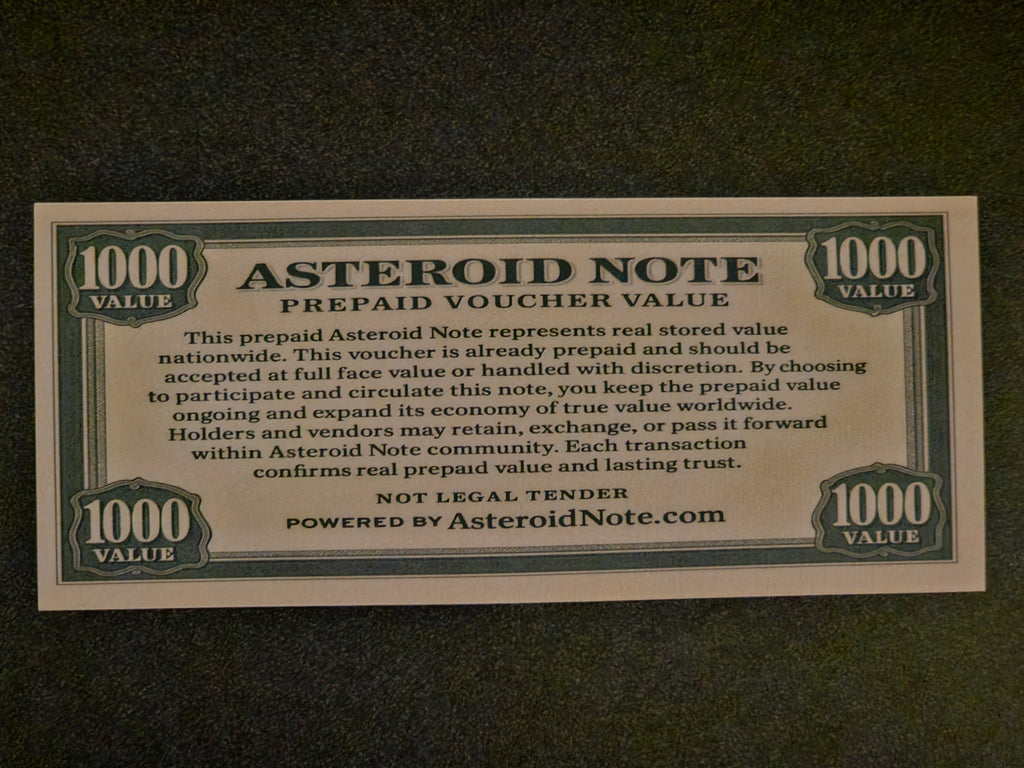 1000
VALUE
1000
VALUE
ASTEROID NOTE
PREPAID VOUCHER VALUE
This prepaid Asteroid Note represents real stored value
nationwide. This voucher is already prepaid and should be
accepted at full face value or handled with discretion. By choosing
to participate and circulate this note, you keep the prepaid value
ongoing and expand its economy of true value worldwide.
Holders and vendors may retain, exchange, or pass it forward
within Asteroid Note community. Each transaction
confirms real prepaid value and lasting trust.
NOT LEGAL TENDER
POWERED BY AsteroidNote.com
1000
VALUE
1000
VALUE